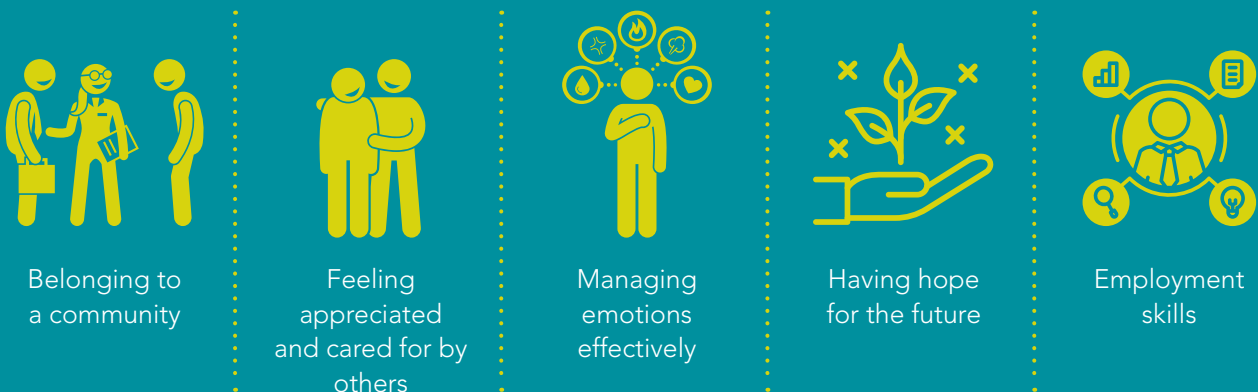 Belonging to
a community
Feeling
appreciated
and cared for by
others
Managing
emotions
effectively
Having hope
for the future
Employment
skills